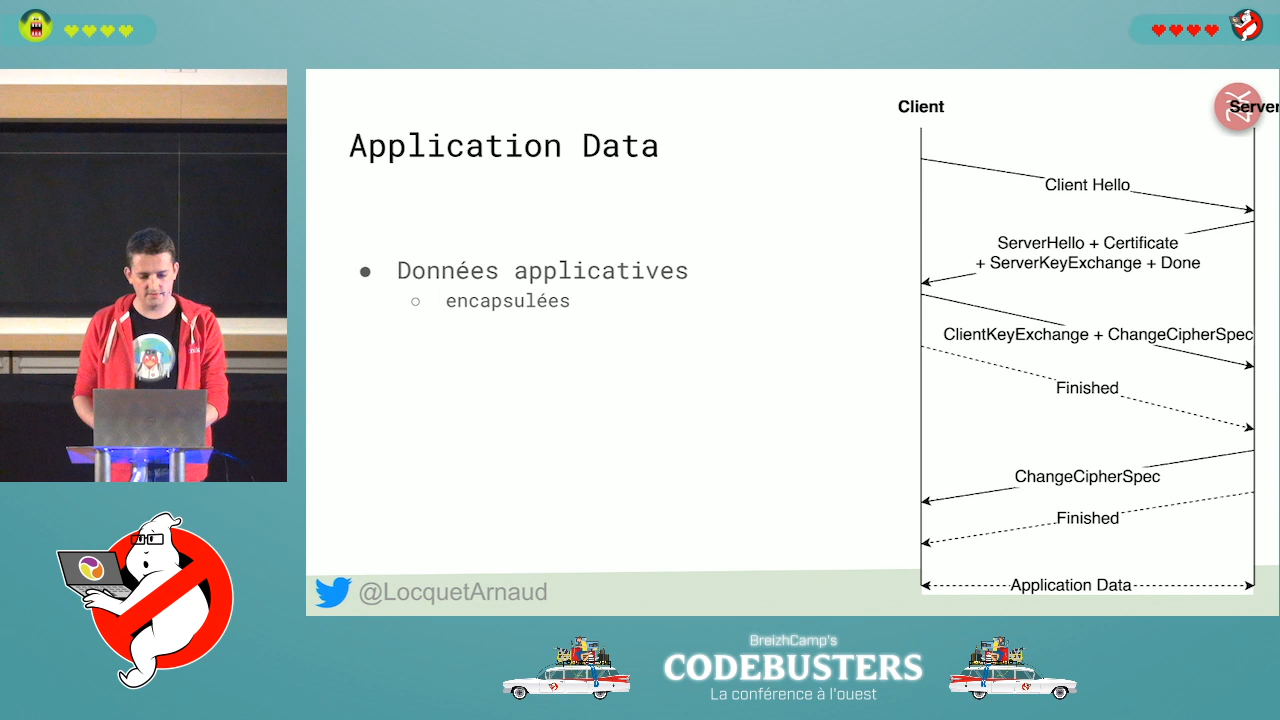 Application Data
Données applicatives
encapsulées
@LocquetArnaud
Client
Server
Client Hello
ServerHello + Certificate
+ ServerKeyExchange + Done
ClientKeyExchange + ChangeCipherSpec
Finished
ChangeCipherSpec
Finished
Application Data
BreizhCamp's
CODEBUSTERS
La conférence à l'ouest